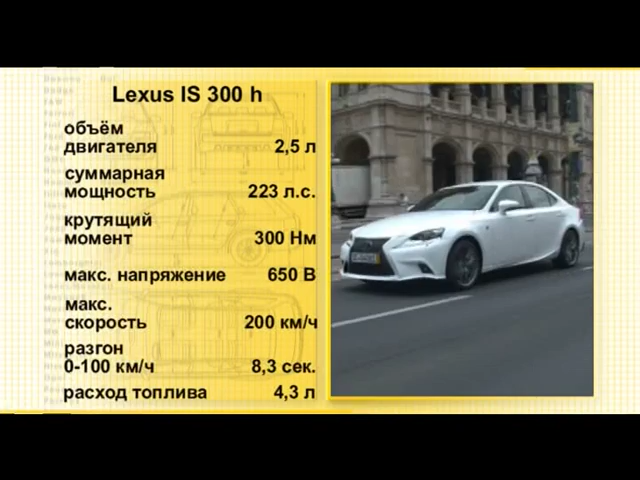 Lexus IS 300 h
объём
двигателя 2,5 л
суммарная
мощность 223 л.с.
крутящий
момент 300 Нм
макс. напряжение 650 В
макс.
скорость 200 км/ч
разгон
0-100 км/ч 8,3 сек.
расход топлива 4,3 л